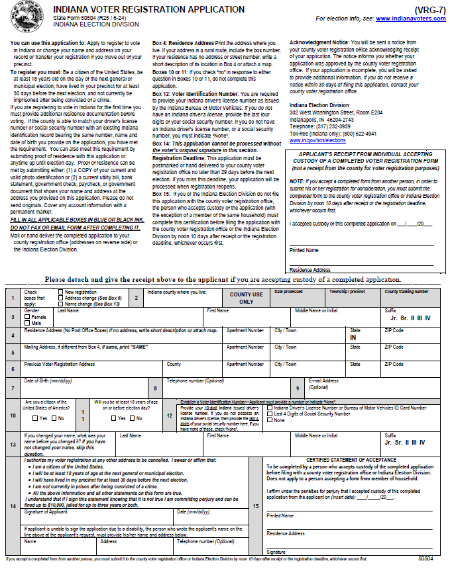 INDIANA VOTER REGISTRATION APPLICATION
(VRG-7)
State Form 50504 (R25 / 6-24)
INDIANA ELECTION DIVISION
For election info, see: www.indianavoters.com
You can use this application to: Apply to register to vote
in Indiana or change your name and address on your
record or transfer your registration if you move out of your
precinct.
To register you must: Be a citizen of the United States, be
at least 18 years old on the day of the next general or
municipal election, have lived in your precinct for at least
30 days before the next election, and not currently be
imprisoned after being convicted of a crime.
If you are registering to vote in Indiana for the first time you
must provide additional residence documentation before
voting. If the county is able to match your driver's license
number or social security number with an existing Indiana
identification record bearing the same number, name and
date of birth you provide on the application, you have met
the requirement. You can also meet this requirement by
submitting proof of residence with this application or
anytime up until election day. Proof of residence can be
met by submitting either: (1) a COPY of your current and
valid photo identification or (2) a current utility bill, bank
statement, government check, paycheck, or government
document that shows your name and address at the
address you provided on this application. Please do not
send originals. Cover any account information with a
permanent marker.
FILL IN ALL APPLICABLE BOXES IN BLUE OR BLACK INK.
DO NOT FAX OR EMAIL FORM AFTER COMPLETING IT.
Mail or hand deliver the completed application to your
county registration office (addresses on reverse side) or
the Indiana Election Division.
Box 4: Residence Address Print the address where you
live. If your address is a rural route, include the box number.
If your residence has no address or street number, write a
short description of its location in Box 4 or attach a map.
Boxes 10 or 11: If you check "no" in response to either
question in Boxes 10 or 11, do not complete this
application.
Box 12: Voter Identification Number: You are required
to provide your Indiana driver's license number as issued
by the Indiana Bureau of Motor Vehicles. If you do not
have an Indiana driver's license, provide the last four
digits of your social security number. If you do not have
an Indiana driver's license number, or a social security
number, you must indicate "None".
Box 14: This application cannot be processed without
the voter's original signature in this section.
Registration Deadline: This application must be
postmarked or hand delivered to your county voter
registration office no later than 29 days before the next
election. If you miss this deadline, your application will be
processed when registration reopens.
Box 15: If you or the Indiana Election Division do not file
this application with the county voter registration office,
the person who accepts custody of the application (with
the exception of a member of the same household) must
complete this certification before filing the application with
the county voter registration office or the Indiana Election
Division by noon 10 days after receipt or the registration
deadline, whichever occurs first.
Acknowledgment Notice: You will be sent a notice from
your county voter registration office acknowledging receipt
of your application. The notice informs you whether your
application was approved by the county voter registration
office. If your application is incomplete, you will be asked
to provide additional information. If you do not receive a
notice within 30 days of filing this application, contact your
county voter registration office
Indiana Election Division
302 West Washington Street, Room E204
Indianapolis, IN 46204-2743
Telephone: (317) 232-3939
Toll-free (Indiana only): (800) 622-4941
www.in.gov/sos/elections
APPLICANT'S RECEIPT FROM INDIVIDUAL ACCEPTING
CUSTODY OF A COMPLETED VOTER REGISTRATION FORM
(not a receipt from the county for voter registration purposes)
NOTE: If you accept a completed form from another person, in order to
submit his or her registration for consideration, you must submit the
completed form to the county voter registration office or Indiana Election
Division by noon 10 days after receipt or the registration deadline,
whichever occurs first.
I accepted custody of this completed application on ___/___/20___.
Printed Name
Residence Address
Please detach and give the receipt above to the applicant if you are accepting custody of a completed application.
1 Check boxes that apply: New registration Address change (See Box 6) Name change (See Box 13)
2 Indiana county where you live:
COUNTY USE ONLY
Date processed Township / precinct County tracking number
3 Gender Female Male Last Name First Name Middle Name or Initial Suffix Jr. Sr. II III IV
4 Residence Address (No Post Office Boxes) If no address, write short description or attach map. Apartment Number City / Town State IN ZIP Code
5 Mailing Address, if different from Box 4, if same, print "SAME" Apartment Number City / Town State ZIP Code
6 Previous Voter Registration Address County Apartment Number City / Town State ZIP Code
7 Date of Birth (mm/dd/yy) 8 Telephone number (Optional) 9 Email Address (Optional)
10 Are you a citizen of the United States of America? Yes No
11 Will you be at least 18 years of age on or before election day? Yes No
12 Establish a Voter Identification Number - Applicant must provide a number or indicate "None".
Provide your 10-digit Indiana issued driver's
license number. If you do not possess an
Indiana driver's license, then provide the last 4
digits of your social security number here. If you
have none of these, check "None".
Indiana Driver's License Number or Bureau of Motor Vehicles ID Card Number
Last 4 Digits of Social Security Number
None
13 If you changed your name, what was your
name before you changed it? If you have
not changed your name, skip this
question.
Last Name First Name Middle Name or Initial Suffix Jr. Sr. II III IV
14 I authorize my voter registration at any other address to be cancelled. I swear or affirm that:
• I am a citizen of the United States.
• I will be at least 18 years of age at the next general or municipal election.
• I will have lived in my precinct for at least 30 days before the next election.
• I am not currently in prison after being convicted of a crime.
• All the above information and all other statements on this form are true.
I understand that if I sign this statement knowing that it is not true I am committing perjury and can be
fined up to $10,000, jailed for up to three years or both.
Signature of Applicant Date (mm/dd/yy)
If applicant is unable to sign the application due to a disability, the person who wrote the applicant's name on the
line above at the applicant's request, must provide his/her name and address below.
Name Address Telephone number (Optional)
15 CERTIFIED STATEMENT OF ACCEPTANCE
To be completed by a person who accepts custody of the completed application
before filing with a county voter registration office or Indiana Election Division.
Does not apply to a person accepting a form from member of household.
I affirm under the penalties for perjury that I accepted custody of this completed
application from the applicant on (insert date): ___/___/20___.
Printed Name
Residence Address
Signature
If you accept a completed form from another person, you must submit it to the county voter registration office or Indiana Election Division by noon 10 days after receipt or the registration deadline, whichever occurs first.
50504